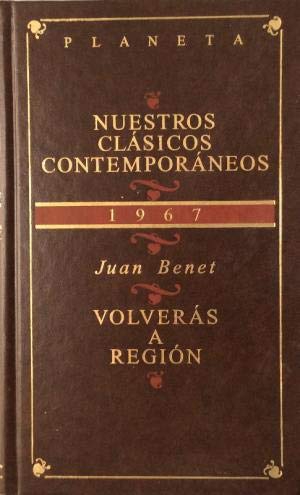 PLANETA
NUESTROS
CLÁSICOS
CONTEMPORÁNEOS
1967
Juan Benet
VOLVERÁS
A
REGIÓN